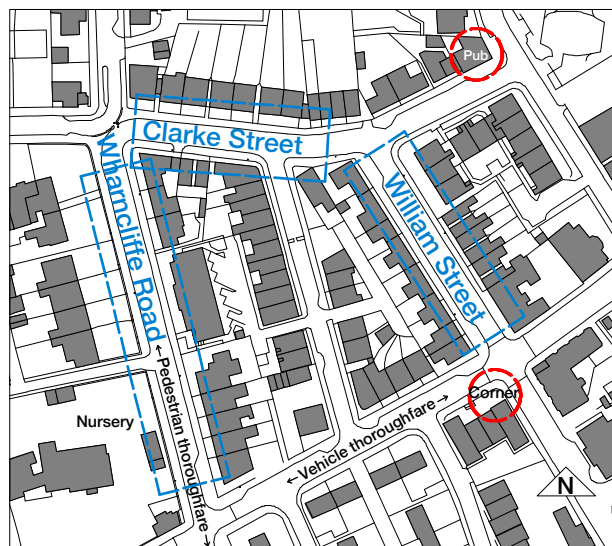 Pub
Clarke Street
Wharncliffe Road
William Street
←Pedestrian thoroughfare→
Corner
←Vehicle thoroughfare→
Nursery
N